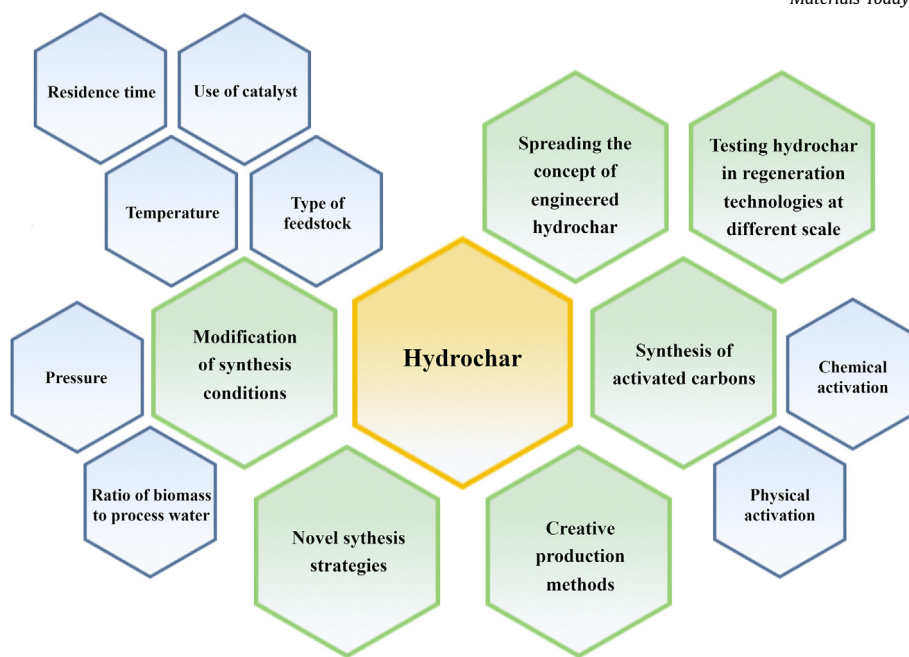 Materials Today
Residence time
Use of catalyst
Temperature
Type of
feedstock
Spreading the
concept of
engineered
hydrochar
Testing hydrochar
in regeneration
technologies at
different scale
Pressure
Modification
of synthesis
conditions
Hydrochar
Synthesis of
activated carbons
Chemical
activation
Ratio of biomass
to process water
Novel sythesis
strategies
Creative
production
methods
Physical
activation